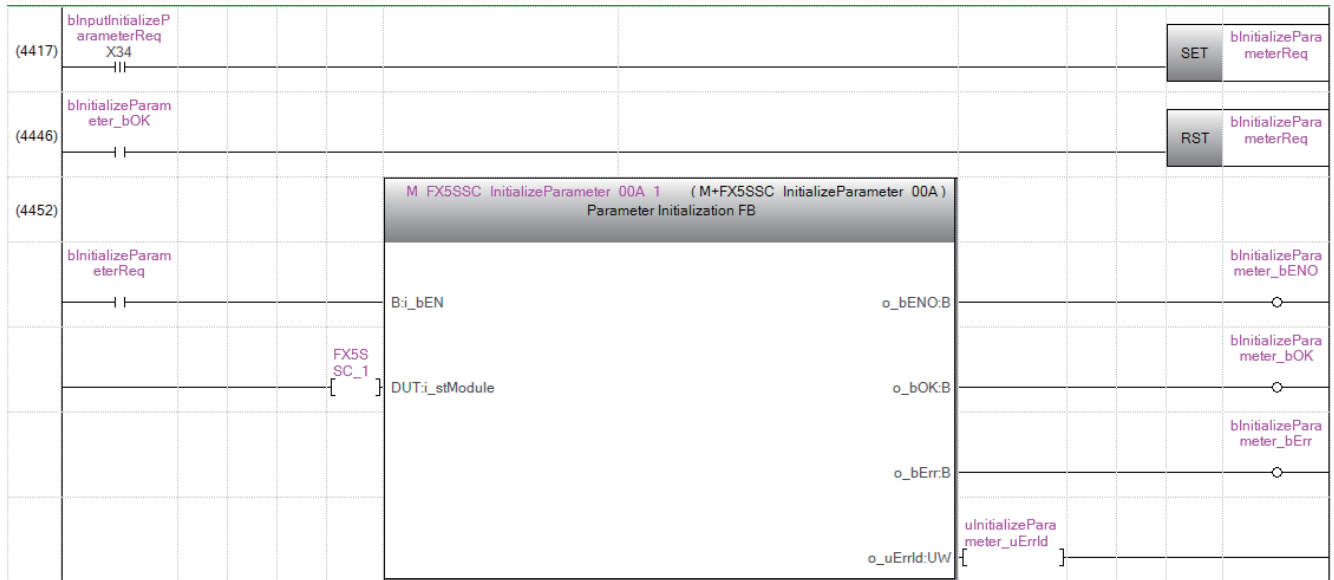 bInputInitializeP
arameterReq
(4417)
X34
SET
bInitializePara
meterReq
bInitializeParam
eter_bOK
(4446)
RST
bInitializePara
meterReq
(4452)
M FX5SSC InitializeParameter 00A 1 (M+FX5SSC InitializeParameter 00A)
Parameter Initialization FB
bInitializeParam
eterReq
bInitializePara
meter_bENO
B:i_bEN
o_bENO:B
FX5S
SC_1
bInitializePara
meter_bOK
DUT:i_stModule
o_bOK:B
bInitializePara
meter_bErr
o_bErr:B
uInitializePara
meter_uErrId
o_uErrId:UW